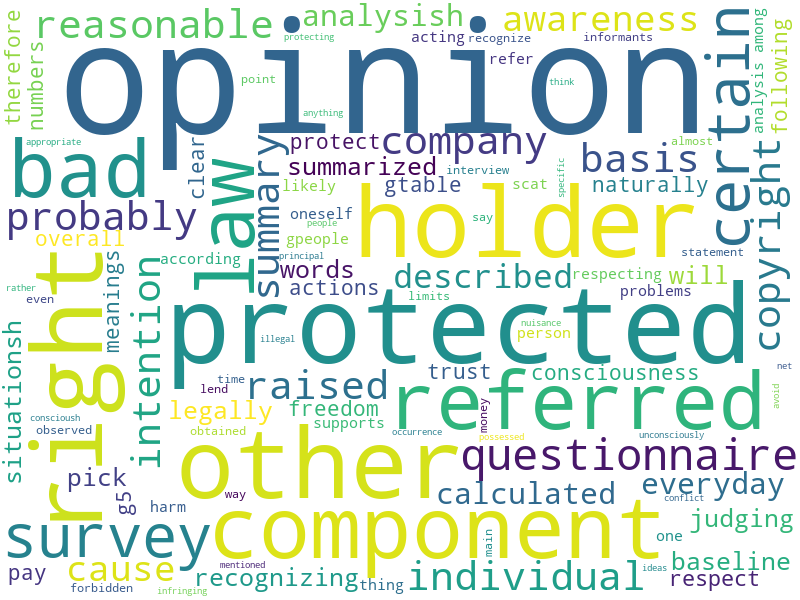 therefore
numbers
reasonable
protecting
analysish
acting
recognize
awareness
informants
refer
certain
analysis among
following
opinion
point
think
anything
appropriate
bad
clear
law
summary
protect
company
summarized
interview
basis
almost
likely
gtable
scat
specific
naturally
copyright
probably
oneself
people
gpeople
holder
say
statement
overall
meanings
according
words
principal
actions
described
respecting
will
problems
limits
rather
even
right
intention
protected
illegal
nuisance
person
situationsh
trust
consciousness
net
time
lend
raised
money
referred
avoid
legally
freedom
supports
conscioush
observed
obtained
other
occurrence
possessed
unconsciously
questionnaire
pick
g5
way
calculated
everyday
conflict
survey
harm
component
main
one
judging
pay
cause
mentioned
recognizing
thing
individual
ideas
baseline
respect
forbidden
infringing